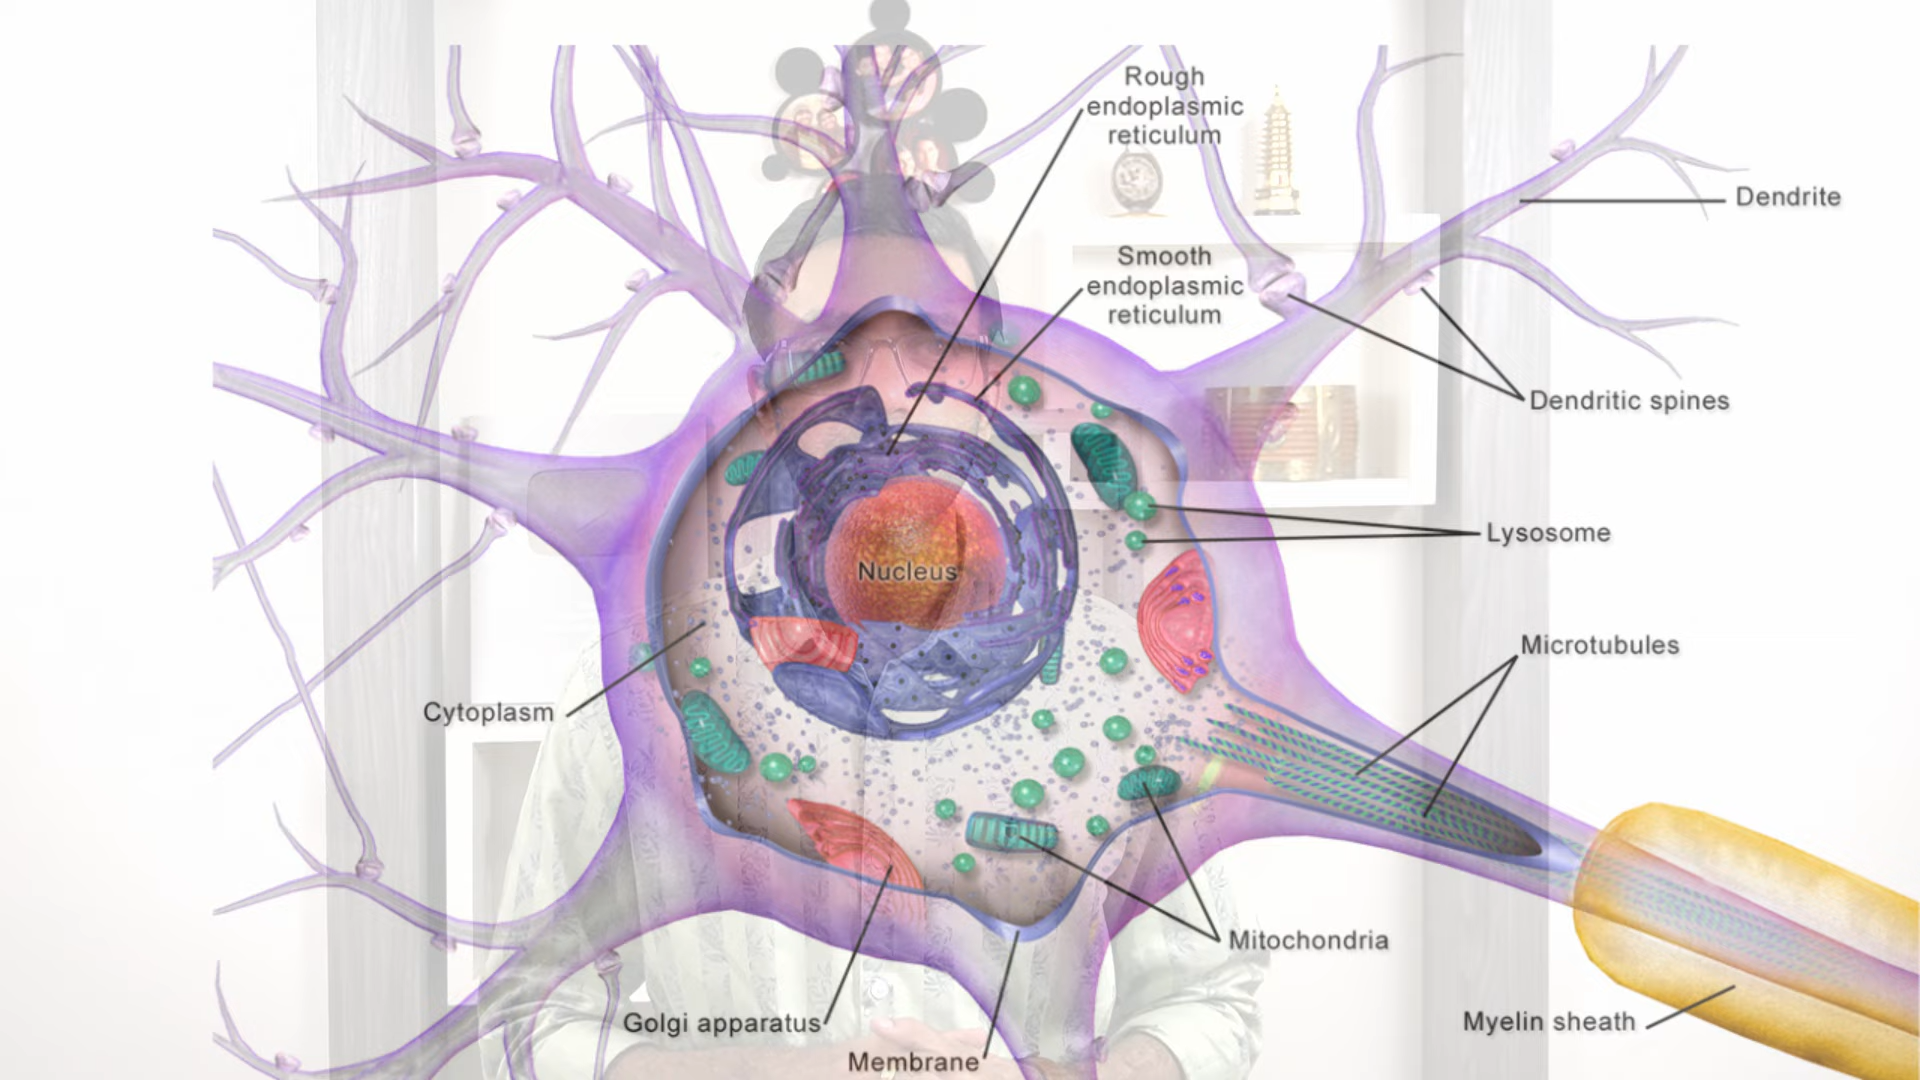 Rough
endoplasmic
reticulum
Dendrite
Smooth
endoplasmic
reticulum
Dendritic spines
Lysosome
Nucleus
Microtubules
Cytoplasm
Mitochondria
Golgi apparatus
Myelin sheath
Membrane